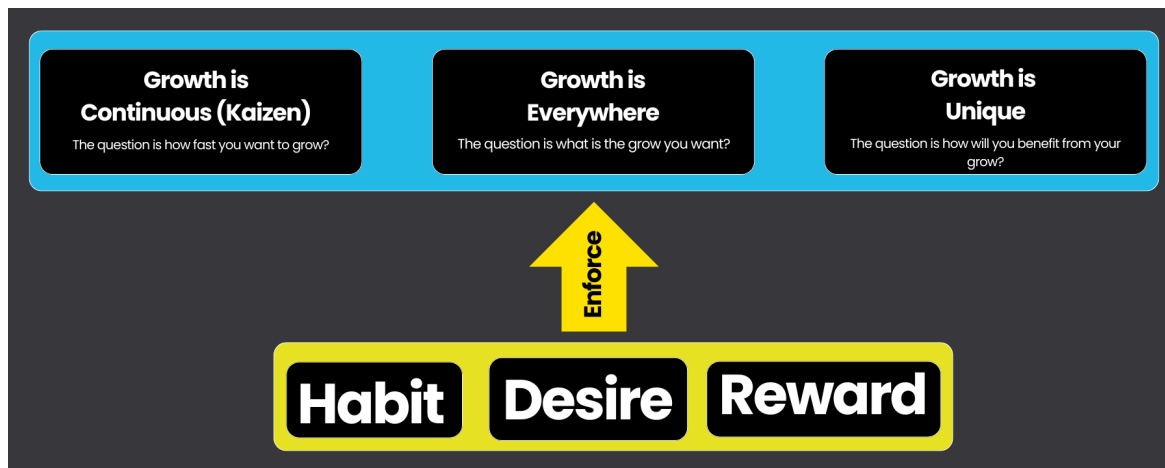 Growth is
Continuous (Kaizen)
The question is how fast you want to grow?
Growth is
Everywhere
The question is what is the grow you want?
Growth is
Unique
The question is how will you benefit from your
grow?
Enforce
Habit
Desire
Reward